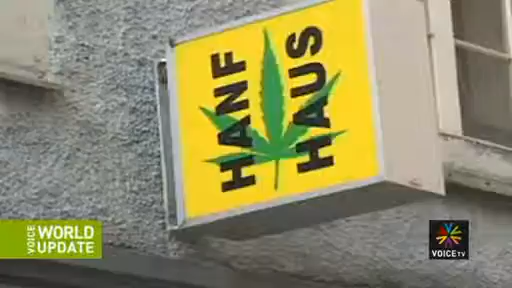 HANF
HAUS
VOICE
WORLD
UPDATE
VOICE TV